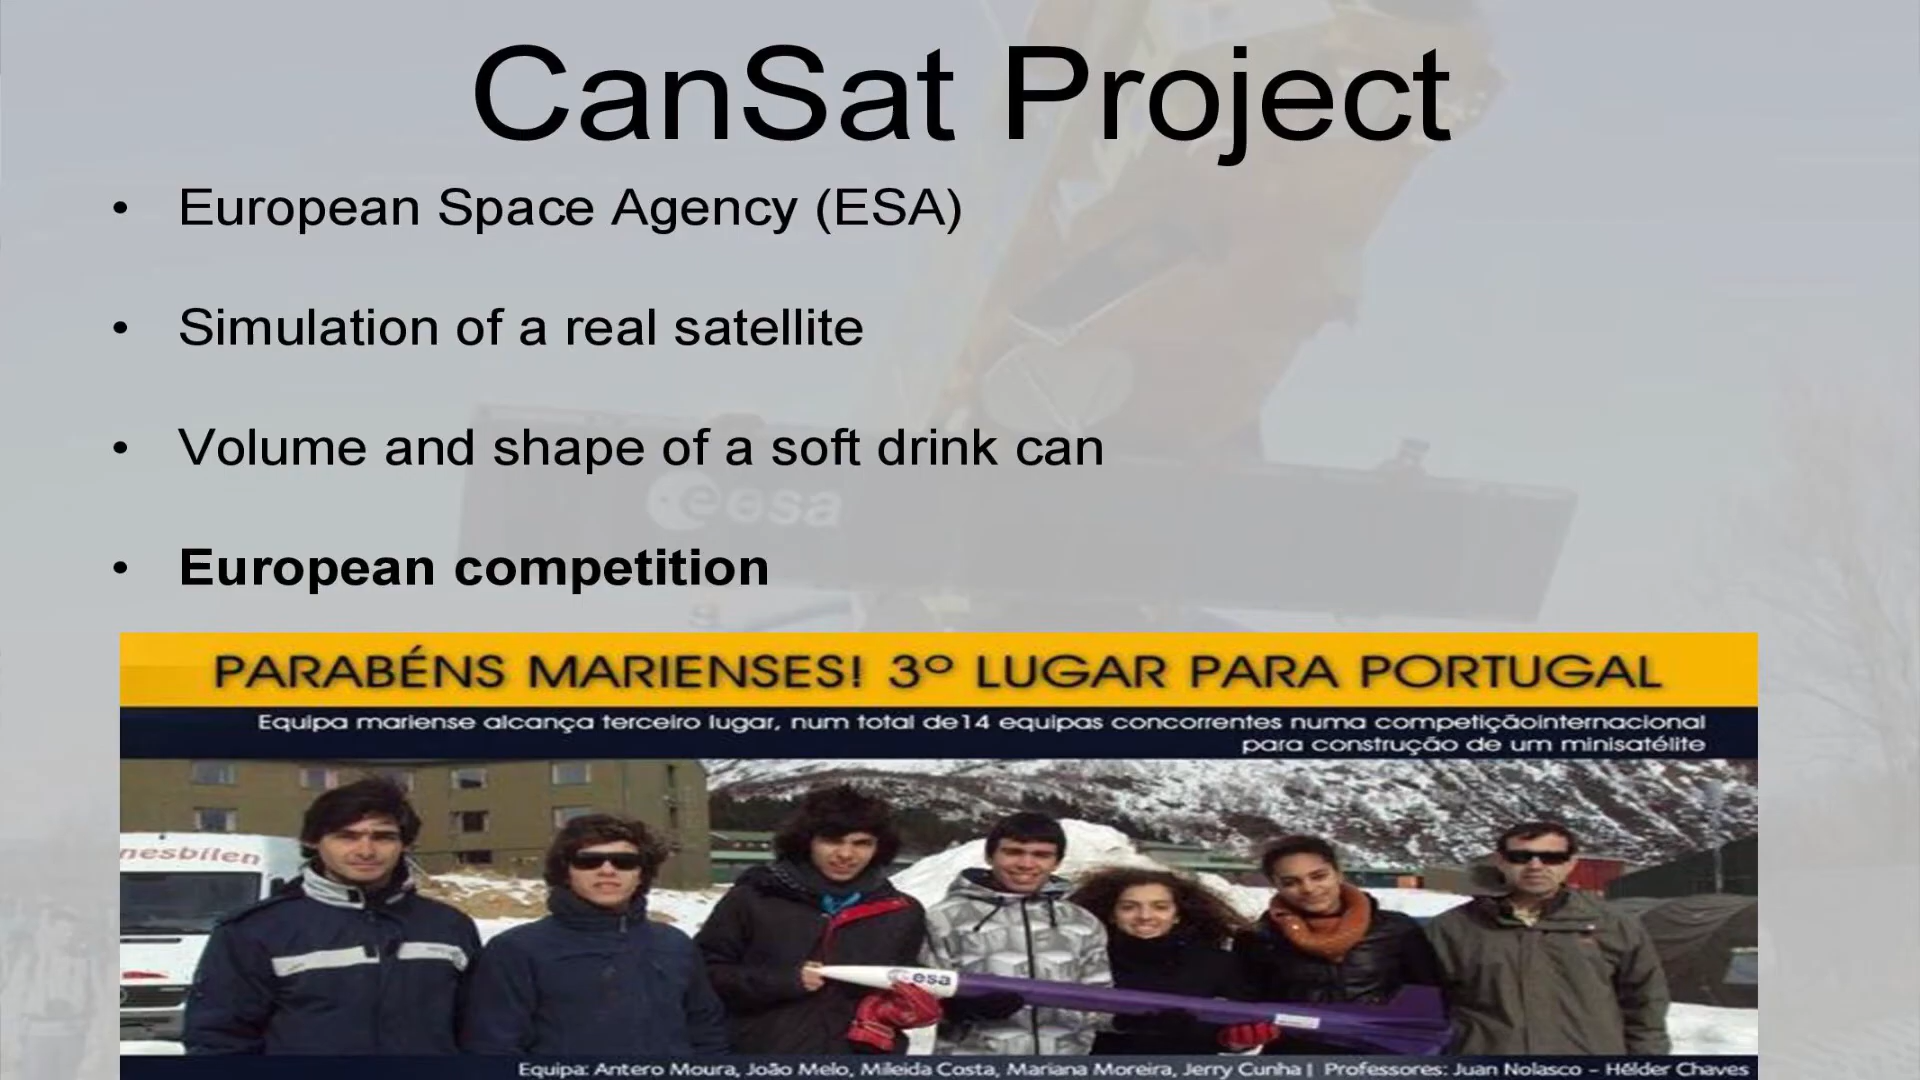 CanSat Project
• European Space Agency (ESA)
• Simulation of a real satellite
• Volume and shape of a soft drink can
eesa
• European competition
PARABÉNS MARIENSES! 3º LUGAR PARA PORTUGAL
Equipa mariense alcança terceiro lugar, num total de14 equipas concorrentes numa competiçãointernacional
para construção de um minisatélite
nesbilen
esa
Equipa: Antero Moura, João Melo, Mileida Costa, Mariana Moreira, Jerry Cunha | Professores: Juan Nolasco - Hélder Chaves